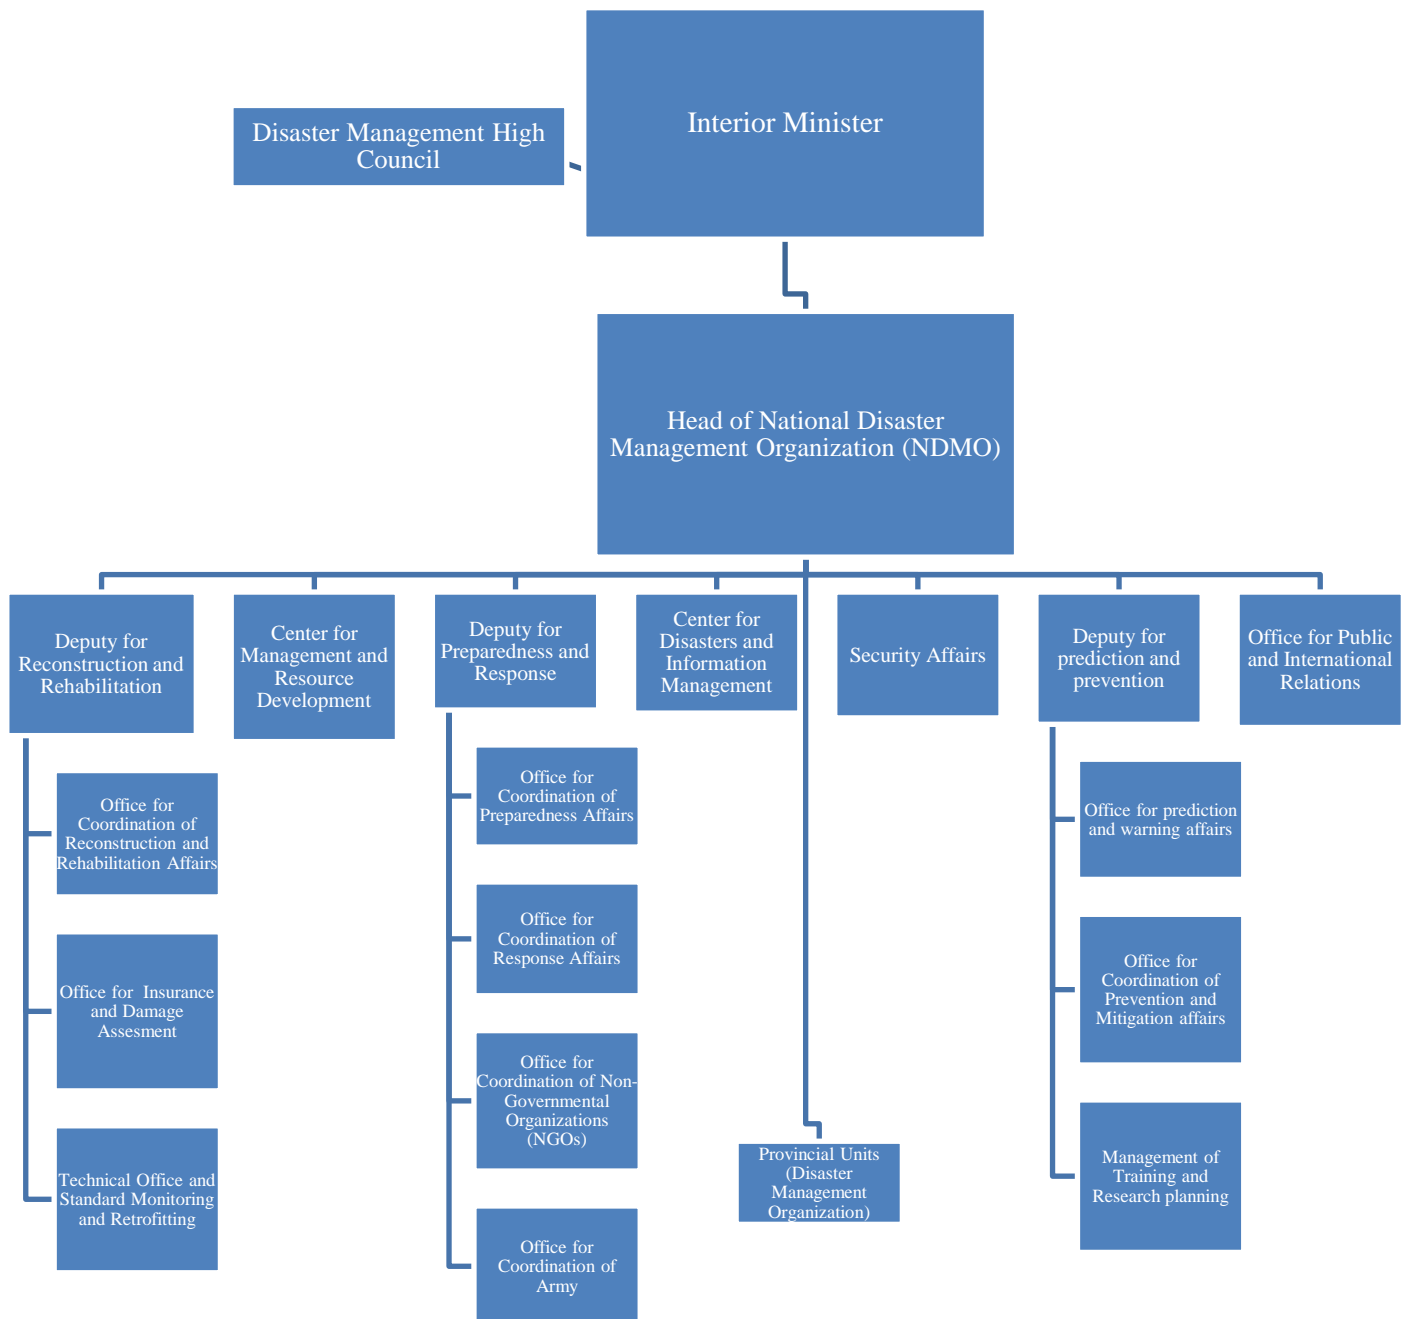 Interior Minister
Disaster Management High
Council
Head of National Disaster
Management Organization (NDMO)
Deputy for
Reconstruction and
Rehabilitation
Center for
Management and
Resource
Development
Deputy for
Preparedness and
Response
Center for
Disasters and
Information
Management
Security Affairs
Deputy for
prediction and
prevention
Office for Public
and International
Relations
Office for
Coordination of
Reconstruction and
Rehabilitation Affairs
Office for Insurance
and Damage
Assesment
Technical Office and
Standard Monitoring
and Retrofitting
Office for
Coordination of
Preparedness Affairs
Office for
Coordination of
Response Affairs
Office for
Coordination of Non-
Governmental
Organizations
(NGOs)
Office for
Coordination of
Army
Provincial Units
(Disaster
Management
Organization)
Office for prediction
and warning affairs
Office for
Coordination of
Prevention and
Mitigation affairs
Management of
Training and
Research planning